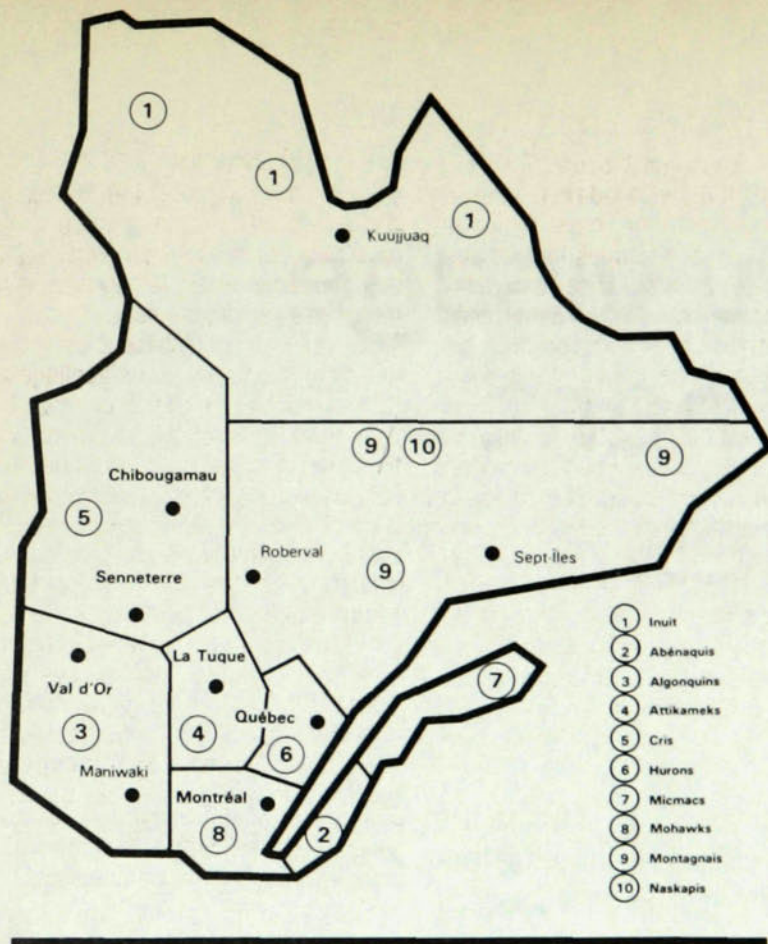 1
1
1
Kuujjuaq
9 10
9
Chibougamau
5
Roberval
9
Sept-Îles
Senneterre
La Tuque
Val d'Or
3
4
Québec
6
7
Maniwaki
Montréal
8
2
1 Inuit
2 Abénaquis
3 Algonquins
4 Attikameks
5 Cris
6 Hurons
7 Micmacs
8 Mohawks
9 Montagnais
10 Naskapis